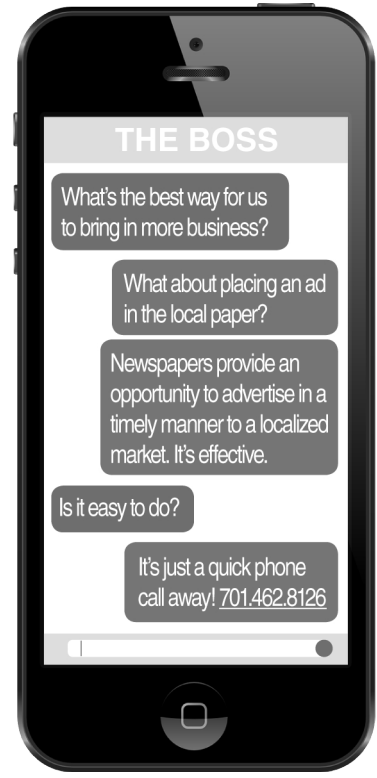 THE BOSS
What's the best way for us
to bring in more business?
What about placing an ad
in the local paper?
Newspapers provide an
opportunity to advertise in a
timely manner to a localized
market. It's effective.
Is it easy to do?
It's just a quick phone
call away! 701.462.8126